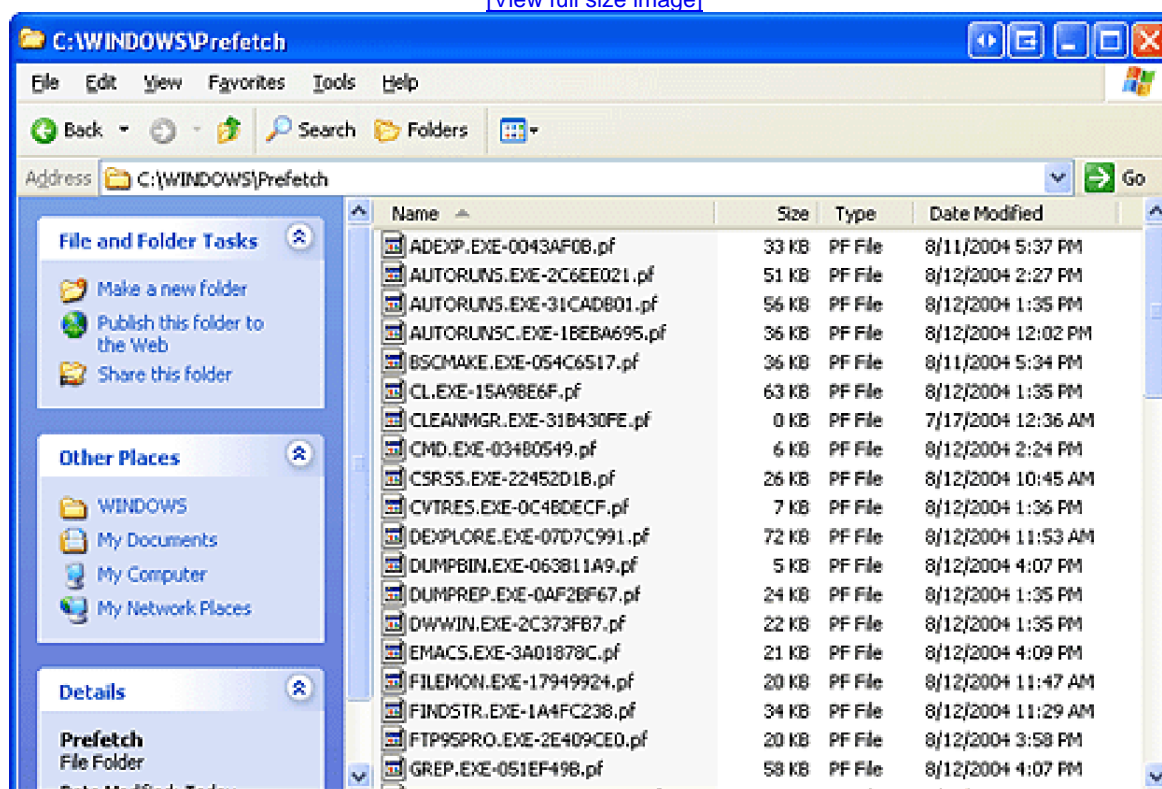 [View full size image]
C:\WINDOWS\Prefetch
File Edit View Favorites Tools Help
Back Search Folders
Address C:\WINDOWS\Prefetch Go
File and Folder Tasks
Make a new folder
Publish this folder to
the Web
Share this folder
Other Places
WINDOWS
My Documents
My Computer
My Network Places
Details
Prefetch
File Folder
Date Modified: Today
Name Size Type Date Modified
ADEXP.EXE-0043AF0B.pf 33 KB PF File 8/11/2004 5:37 PM
AUTORUNS.EXE-2C6EE021.pf 51 KB PF File 8/12/2004 2:27 PM
AUTORUNS.EXE-31CADB01.pf 56 KB PF File 8/12/2004 1:35 PM
AUTORUNSC.EXE-1BEBA695.pf 36 KB PF File 8/12/2004 12:02 PM
BSCMAKE.EXE-054C6517.pf 36 KB PF File 8/11/2004 5:34 PM
CL.EXE-15A9BE6F.pf 63 KB PF File 8/12/2004 1:35 PM
CLEANMGR.EXE-31B430FE.pf 0 KB PF File 7/17/2004 12:36 AM
CMD.EXE-034B0549.pf 6 KB PF File 8/12/2004 2:24 PM
CSRSS.EXE-22452D1B.pf 26 KB PF File 8/12/2004 10:45 AM
CVTRES.EXE-0C4BDECF.pf 7 KB PF File 8/12/2004 1:36 PM
DEXPLORE.EXE-07D7C991.pf 72 KB PF File 8/12/2004 11:53 AM
DUMPBIN.EXE-063B11A9.pf 5 KB PF File 8/12/2004 4:07 PM
DUMPREP.EXE-0AF2BF67.pf 24 KB PF File 8/12/2004 1:35 PM
DWWIN.EXE-2C373FB7.pf 22 KB PF File 8/12/2004 1:35 PM
EMACS.EXE-3A01878C.pf 21 KB PF File 8/12/2004 4:09 PM
FILEMON.EXE-17949924.pf 20 KB PF File 8/12/2004 11:47 AM
FINDSTR.EXE-1A4FC238.pf 34 KB PF File 8/12/2004 11:29 AM
FTP95PRO.EXE-2E409CE0.pf 20 KB PF File 8/12/2004 3:58 PM
GREP.EXE-051EF49B.pf 58 KB PF File 8/12/2004 4:07 PM